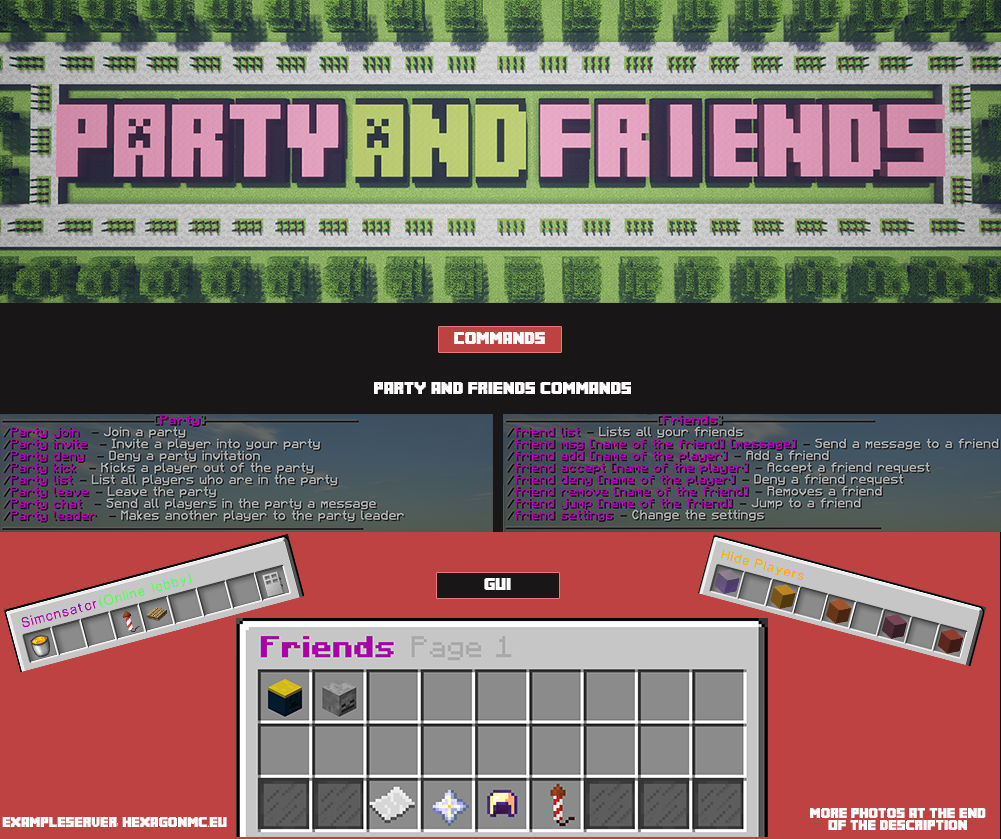 PARTY AND FRIENDS
COMMANDS
PARTY AND FRIENDS COMMANDS
[Party]
/Party join - Join a party
/Party invite - Invite a player into your party
/Party deny - Deny a party invitation
/Party kick - Kicks a player out of the party
/Party list - List all players who are in the party
/Party leave - Leave the party
/Party chat - Send all players in the party a message
/Party leader - Makes another player to the party leader
[Friends]
/friend list - Lists all your friends
/friend msg [name of the friend] [message] - Send a message to a friend
/friend add [name of the player] - Add a friend
/friend accept [name of the player] - Accept a friend request
/friend deny [name of the player] - Deny a friend request
/friend remove [name of the friend] - Removes a friend
/friend jump [name of the friend] - Jump to a friend
/friend settings - Change the settings
Simonsator(Online lobby)
GUI
Hide Players
Friends Page 1
EXAMPLESERVER HEXAGONMC.EU
MORE PHOTOS AT THE END
OF THE DESCRIPTION